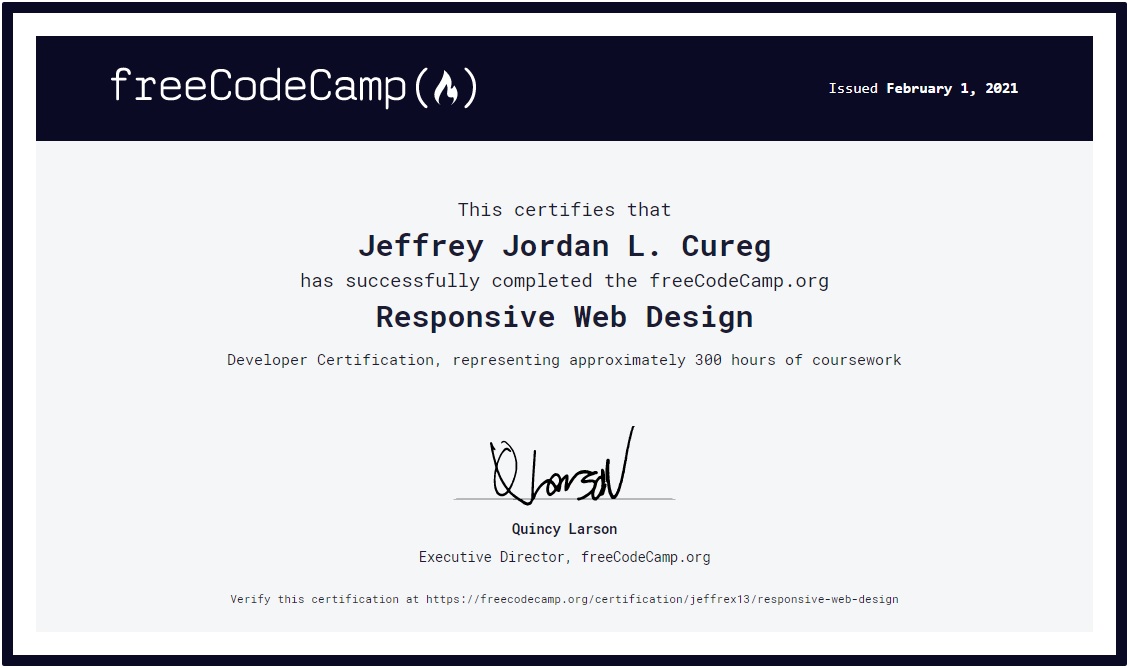 freeCodeCamp(🔥)
Issued February 1, 2021
This certifies that
Jeffrey Jordan L. Cureg
has successfully completed the freeCodeCamp.org
Responsive Web Design
Developer Certification, representing approximately 300 hours of coursework
QLarson
Quincy Larson
Executive Director, freeCodeCamp.org
Verify this certification at https://freecodecamp.org/certification/jeffrex13/responsive-web-design